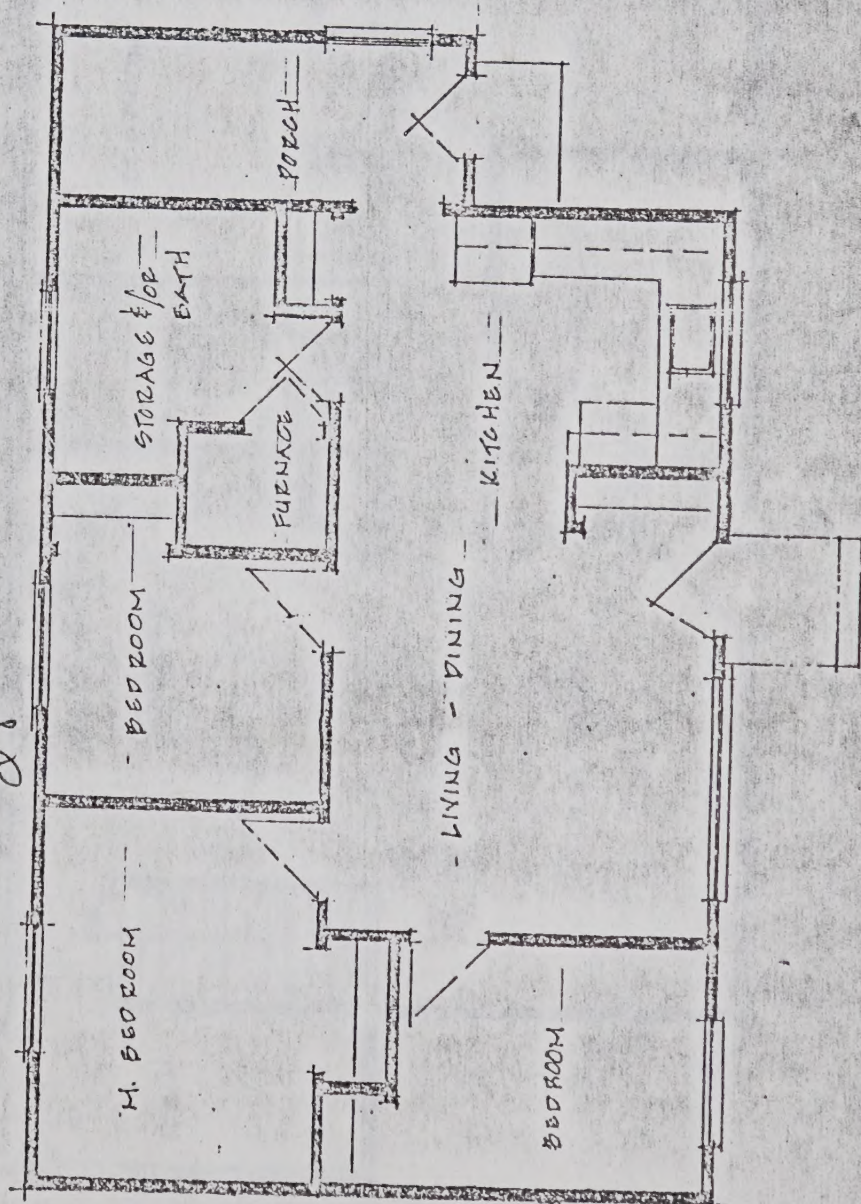 PORCH
STORAGE &/OR
BATH
FURNACE
- KITCHEN
- BEDROOM
- LIVING - DINING -
M. BEDROOM
BEDROOM